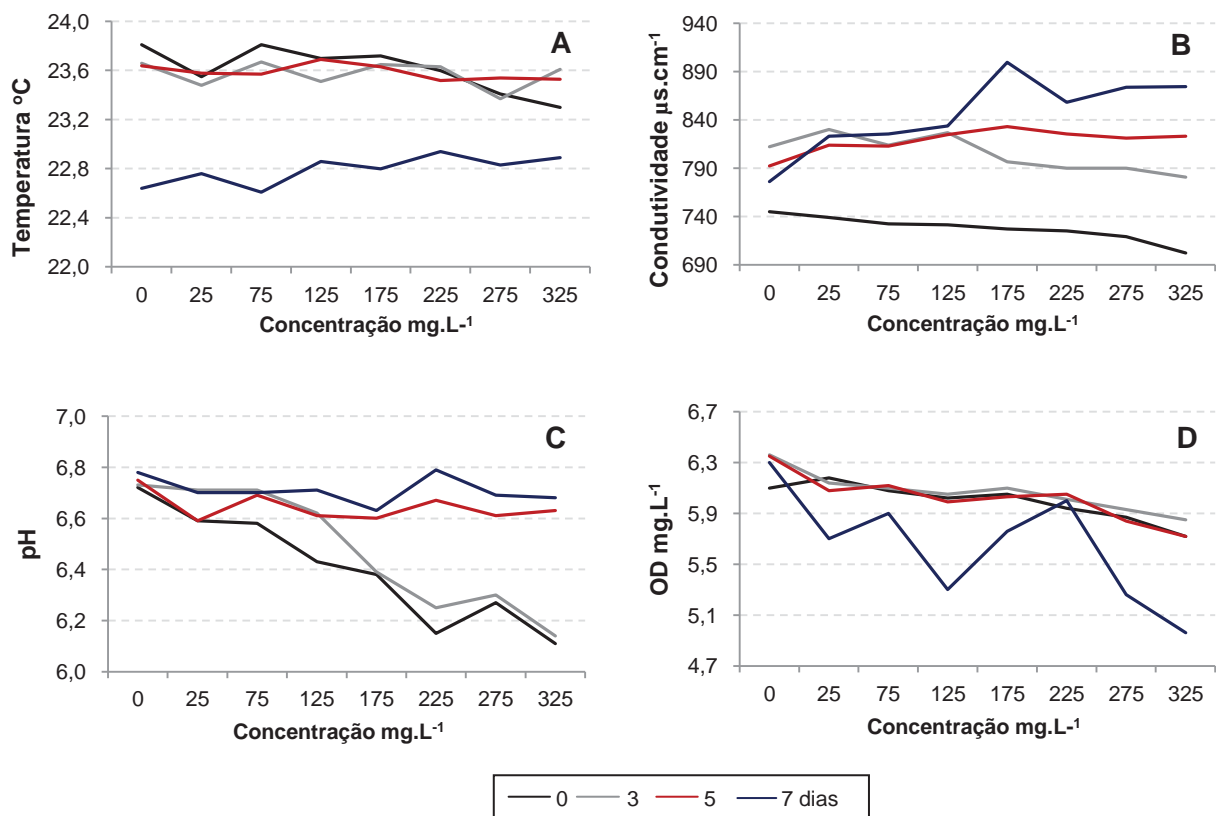 A
Temperatura ºC
24,0
23,6
23,2
22,8
22,4
22,0
0 25 75 125 175 225 275 325
Concentração mg.L-¹
B
Condutividade µs.cm⁻¹
890
840
790
740
690
0 25 75 125 175 225 275 325
Concentração mg.L⁻¹
C
pH
7,0
6,8
6,6
6,4
6,2
6,0
0 25 75 125 175 225 275 325
Concentração mg.L⁻¹
D
OD mg.L⁻¹
6,7
6,3
5,9
5,5
5,1
4,7
0 25 75 125 175 225 275 325
Concentração mg.L⁻¹
0 3 5 7 dias